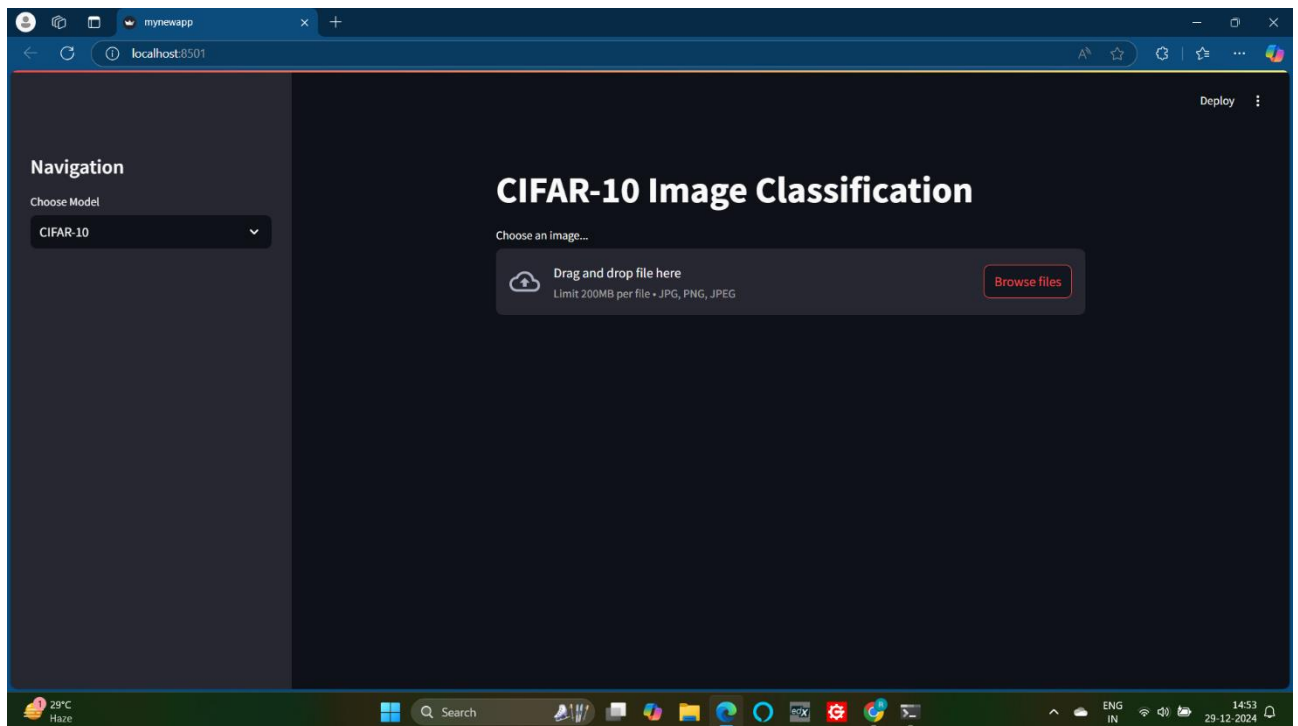 mynewapp
localhost:8501
Deploy
Navigation
Choose Model
CIFAR-10
CIFAR-10 Image Classification
Choose an image...
Drag and drop file here
Limit 200MB per file • JPG, PNG, JPEG
Browse files
1
29°C
Haze
Search
edX
ENG
IN
14:53
29-12-2024